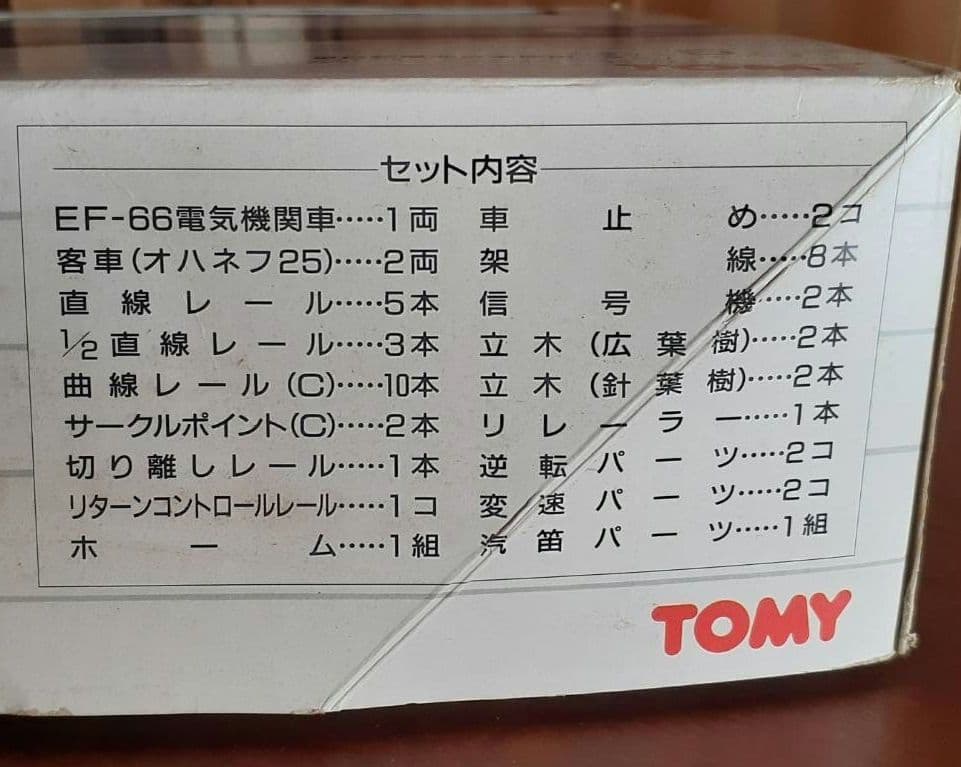 セット内容
EF-66電気機関車・・・・・1両
客車(オハネフ25)・・・・・2両
直線レール・・・・・5本
1/2直線レール・・・・・3本
曲線レール(C)・・・・・10本
サークルポイント(C)・・・・・2本
切り離しレール・・・・・1本
リターンコントロールレール・・・・・1コ
ホーム・・・・・1組
車止め・・・・・2コ
架線・・・・・8本
信号機・・・・・2本
立木(広葉樹)・・・・・2本
立木(針葉樹)・・・・・2本
リレーラー・・・・・1本
逆転パーツ・・・・・2コ
変速パーツ・・・・・2コ
汽笛パーツ・・・・・1組
TOMY